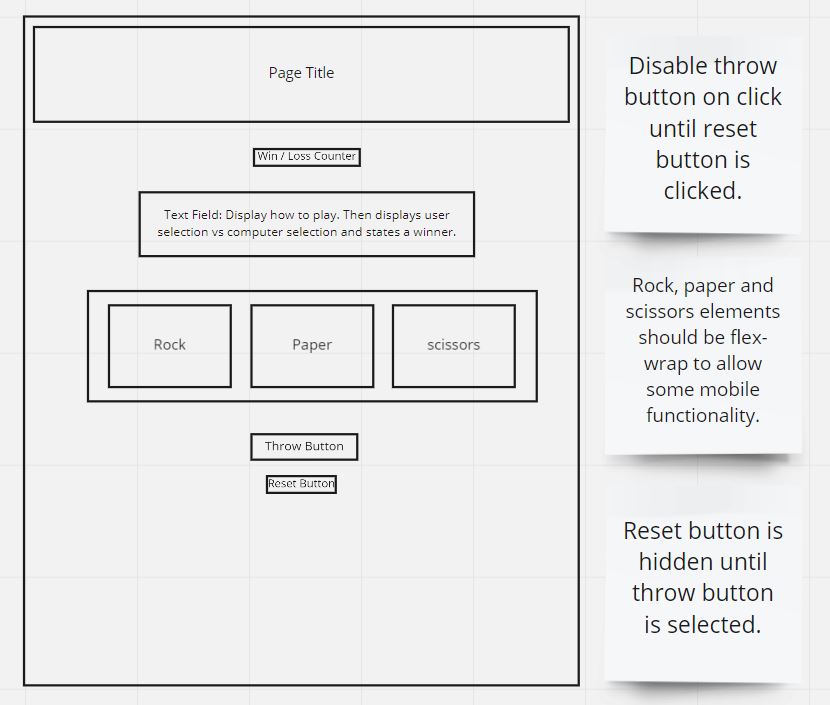 Page Title
Win / Loss Counter
Text Field: Display how to play. Then displays user
selection vs computer selection and states a winner.
Rock
Paper
scissors
Throw Button
Reset Button
Disable throw
button on click
until reset
button is
clicked.
Rock, paper and
scissors elements
should be flex-
wrap to allow
some mobile
functionality.
Reset button is
hidden until
throw button
is selected.